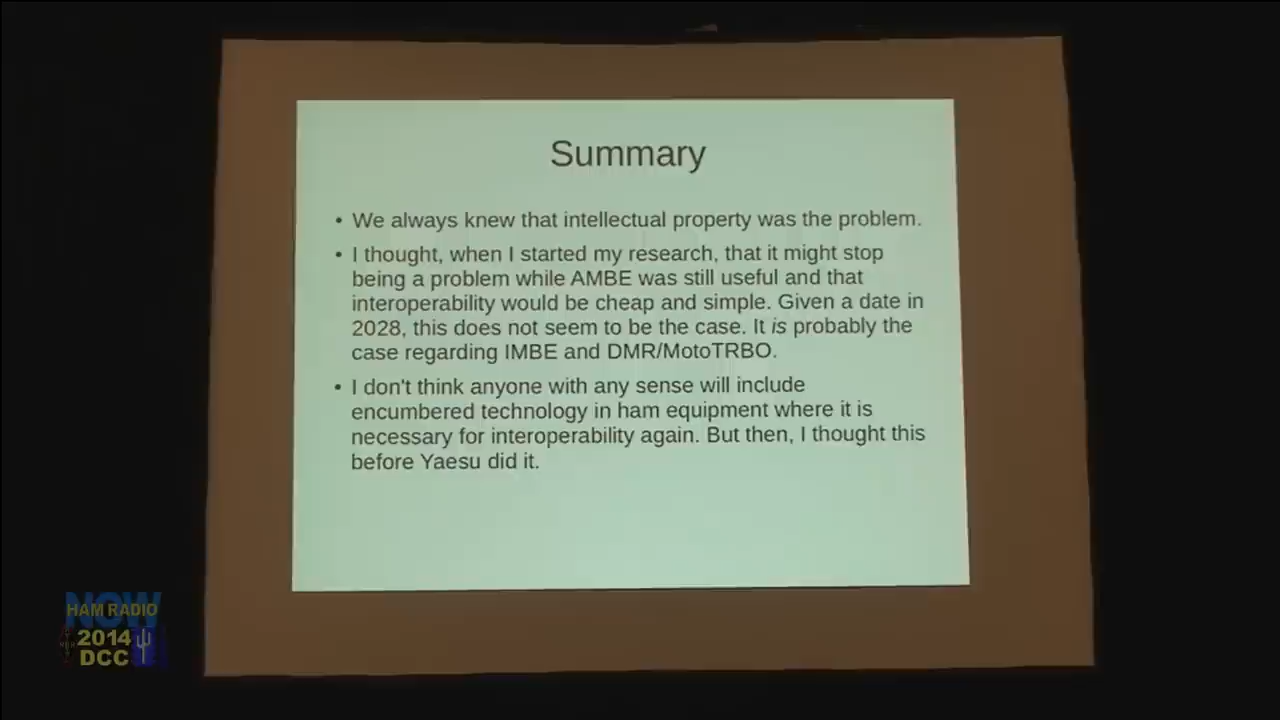 Summary
• We always knew that intellectual property was the problem.
• I thought, when I started my research, that it might stop
being a problem while AMBE was still useful and that
interoperability would be cheap and simple. Given a date in
2028, this does not seem to be the case. It is probably the
case regarding IMBE and DMR/MotoTRBO.
• I don't think anyone with any sense will include
encumbered technology in ham equipment where it is
necessary for interoperability again. But then, I thought this
before Yaesu did it.
NOW
HAM RADIO
2014
DCC